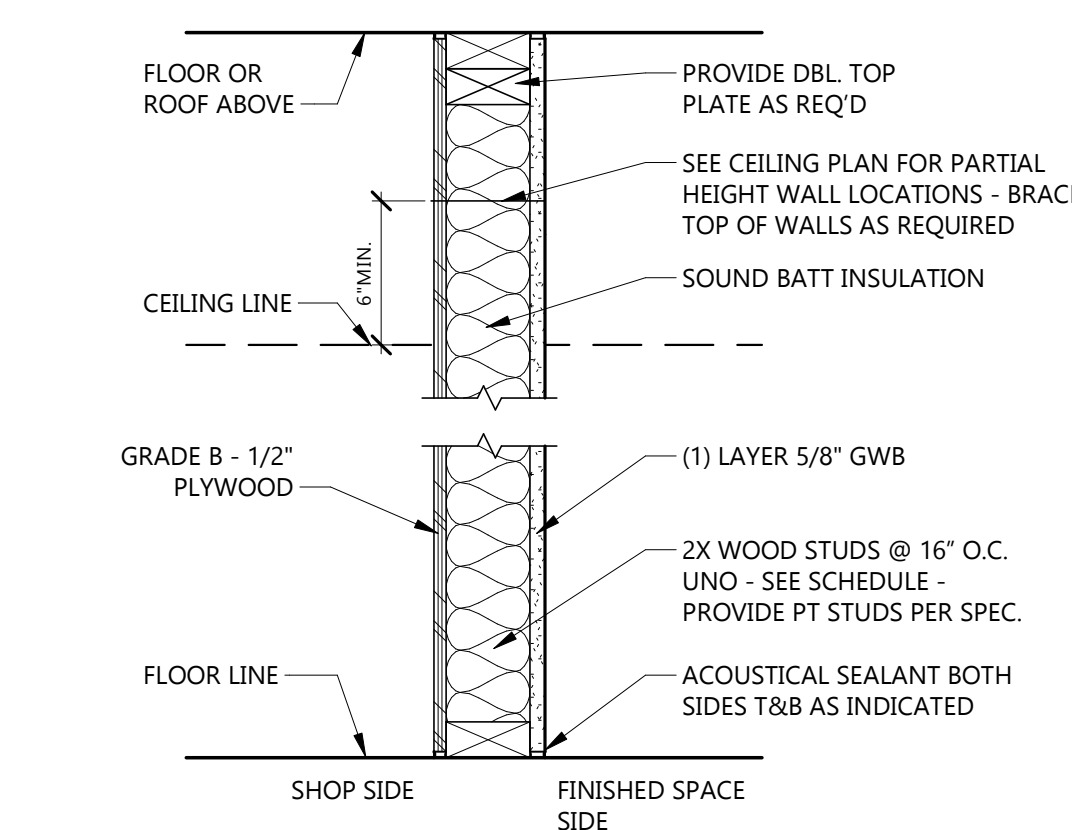 FLOOR OR
ROOF ABOVE
PROVIDE DBL. TOP
PLATE AS REQ'D
SEE CEILING PLAN FOR PARTIAL
HEIGHT WALL LOCATIONS - BRAC
TOP OF WALLS AS REQUIRED
6"MIN.
SOUND BATT INSULATION
CEILING LINE
GRADE B - 1/2"
PLYWOOD
(1) LAYER 5/8" GWB
2X WOOD STUDS @ 16" O.C.
UNO - SEE SCHEDULE -
PROVIDE PT STUDS PER SPEC.
FLOOR LINE
ACOUSTICAL SEALANT BOTH
SIDES T&B AS INDICATED
SHOP SIDE
FINISHED SPACE
SIDE